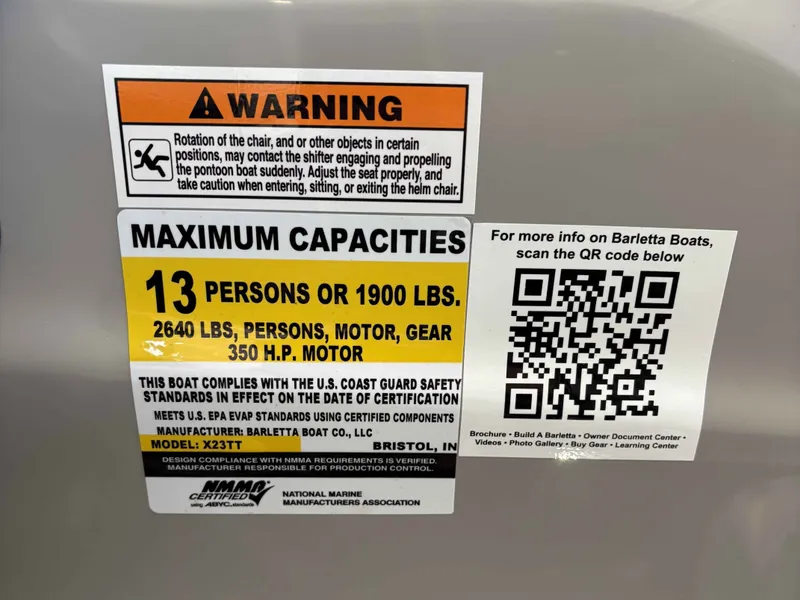 WARNING
Rotation of the chair, and or other objects in certain
positions, may contact the shifter engaging and propelling
the pontoon boat suddenly. Adjust the seat properly, and
take caution when entering, sitting, or exiting the helm chair.
MAXIMUM CAPACITIES
13 PERSONS OR 1900 LBS.
2640 LBS, PERSONS, MOTOR, GEAR
350 H.P. MOTOR
THIS BOAT COMPLIES WITH THE U.S. COAST GUARD SAFETY
STANDARDS IN EFFECT ON THE DATE OF CERTIFICATION
MEETS U.S. EPA EVAP STANDARDS USING CERTIFIED COMPONENTS
MANUFACTURER: BARLETTA BOAT CO., LLC
MODEL: X23TT BRISTOL, IN
DESIGN COMPLIANCE WITH NMMA REQUIREMENTS IS VERIFIED.
MANUFACTURER RESPONSIBLE FOR PRODUCTION CONTROL.
NMMA
CERTIFIED
using ABYC standards
NATIONAL MARINE
MANUFACTURERS ASSOCIATION
For more info on Barletta Boats,
scan the QR code below
Brochure • Build A Barletta • Owner Document Center •
Videos • Photo Gallery • Buy Gear • Learning Center